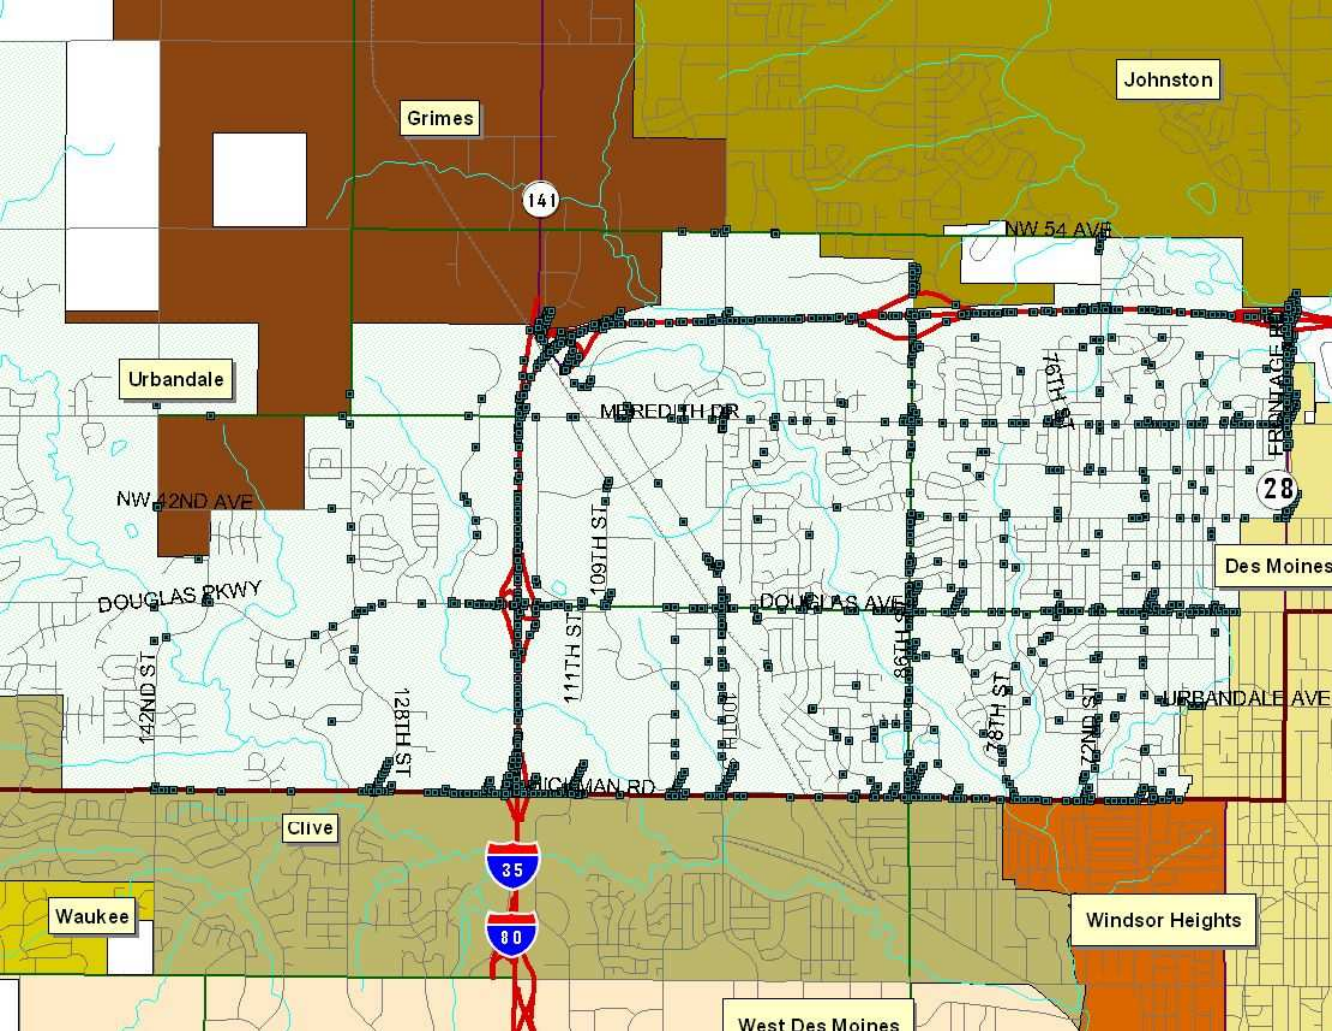 Johnston
Grimes
141
NW 54 AVE
Urbandale
76TH ST
FRONTAGE RD
MEREDITH DR
28
NW 42ND AVE
109TH ST
Des Moines
DOUGLAS PKWY
DOUGLAS AVE
86TH ST
111TH ST
142ND ST
128TH ST
100TH
78TH ST
72ND ST
URBANDALE AVE
HICKMAN RD
Clive
35
Waukee
80
Windsor Heights
West Des Moines